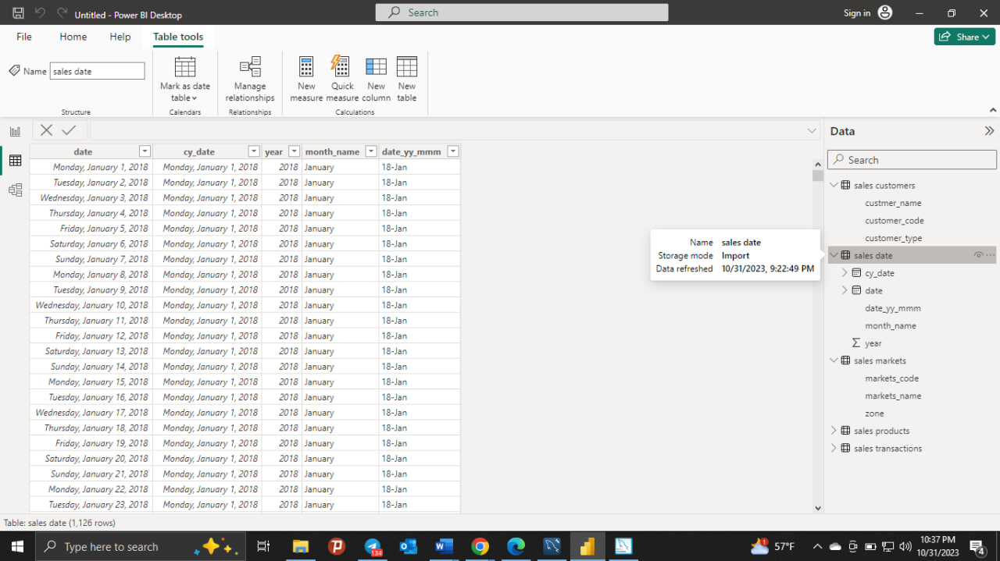 Untitled - Power BI Desktop
Search
Sign in
File Home Help Table tools
Share
Name sales date
Mark as date table
Manage relationships
New measure
Quick measure
New column
New table
Structure Calendars Relationships Calculations
date cy_date year month_name date_yy_mmm
Monday, January 1, 2018 Monday, January 1, 2018 2018 January 18-Jan
Tuesday, January 2, 2018 Monday, January 1, 2018 2018 January 18-Jan
Wednesday, January 3, 2018 Monday, January 1, 2018 2018 January 18-Jan
Thursday, January 4, 2018 Monday, January 1, 2018 2018 January 18-Jan
Friday, January 5, 2018 Monday, January 1, 2018 2018 January 18-Jan
Saturday, January 6, 2018 Monday, January 1, 2018 2018 January 18-Jan
Sunday, January 7, 2018 Monday, January 1, 2018 2018 January 18-Jan
Monday, January 8, 2018 Monday, January 1, 2018 2018 January 18-Jan
Tuesday, January 9, 2018 Monday, January 1, 2018 2018 January 18-Jan
Wednesday, January 10, 2018 Monday, January 1, 2018 2018 January 18-Jan
Thursday, January 11, 2018 Monday, January 1, 2018 2018 January 18-Jan
Friday, January 12, 2018 Monday, January 1, 2018 2018 January 18-Jan
Saturday, January 13, 2018 Monday, January 1, 2018 2018 January 18-Jan
Sunday, January 14, 2018 Monday, January 1, 2018 2018 January 18-Jan
Monday, January 15, 2018 Monday, January 1, 2018 2018 January 18-Jan
Tuesday, January 16, 2018 Monday, January 1, 2018 2018 January 18-Jan
Wednesday, January 17, 2018 Monday, January 1, 2018 2018 January 18-Jan
Thursday, January 18, 2018 Monday, January 1, 2018 2018 January 18-Jan
Friday, January 19, 2018 Monday, January 1, 2018 2018 January 18-Jan
Saturday, January 20, 2018 Monday, January 1, 2018 2018 January 18-Jan
Sunday, January 21, 2018 Monday, January 1, 2018 2018 January 18-Jan
Monday, January 22, 2018 Monday, January 1, 2018 2018 January 18-Jan
Tuesday, January 23, 2018 Monday, January 1, 2018 2018 January 18-Jan
Name sales date
Storage mode Import
Data refreshed 10/31/2023, 9:22:49 PM
Data
Search
sales customers
custmer_name
customer_code
customer_type
sales date
cy_date
date
date_yy_mmm
month_name
Σ year
sales markets
markets_code
markets_name
zone
sales products
sales transactions
Table: sales date (1,126 rows)
Type here to search
134
1
57°F
10:37 PM
10/31/2023
4